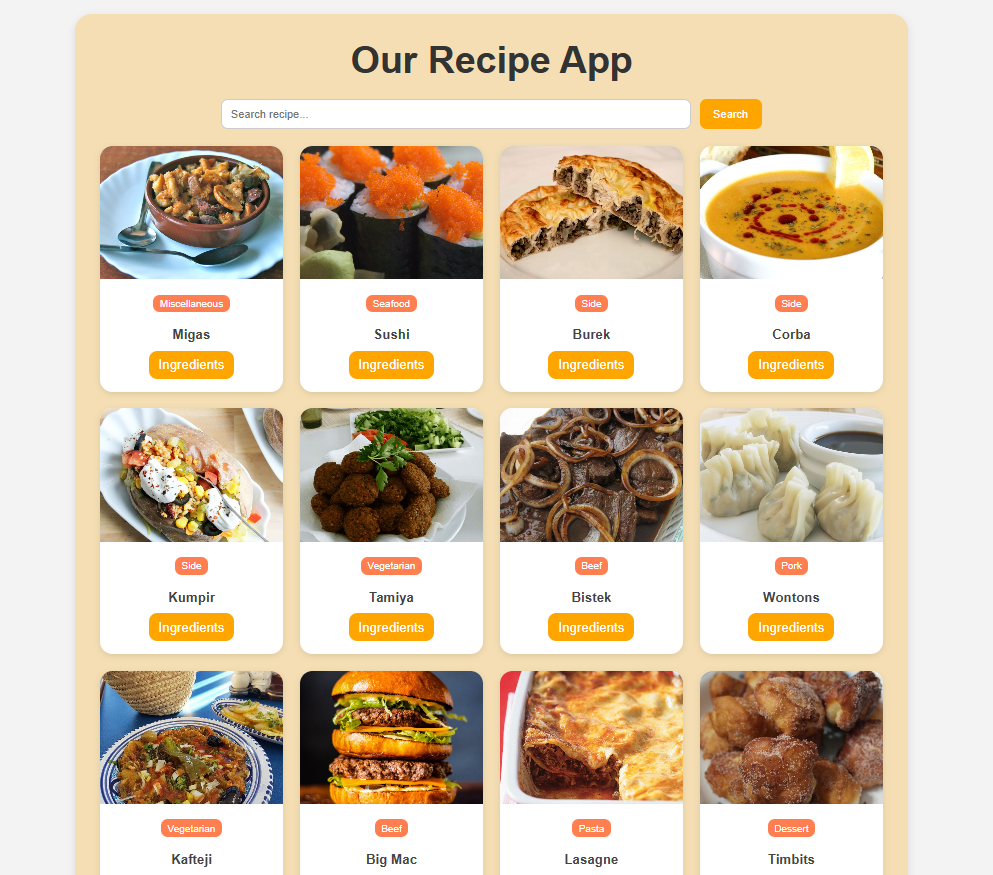 Our Recipe App
Search recipe...
Search
Miscellaneous
Seafood
Side
Side
Migas
Sushi
Burek
Corba
Ingredients
Ingredients
Ingredients
Ingredients
Side
Vegetarian
Beef
Pork
Kumpir
Tamiya
Bistek
Wontons
Ingredients
Ingredients
Ingredients
Ingredients
Vegetarian
Beef
Pasta
Dessert
Kafteji
Big Mac
Lasagne
Timbits